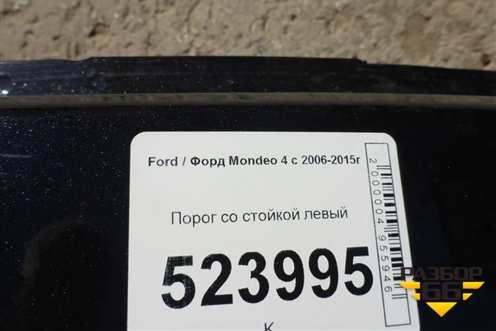 Ford / Форд Mondeo 4 с 2006-2015г
Порог со стойкой левый
523995
К
2000004955946
РАЗБОР
66